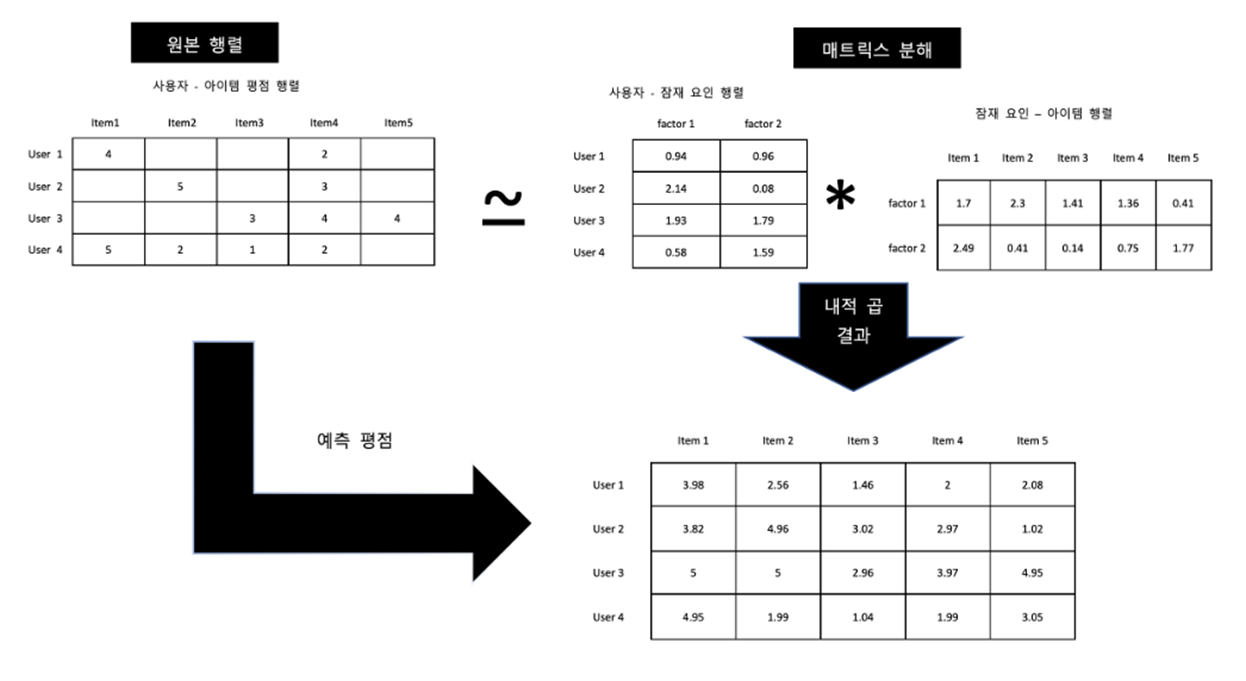 원본 행렬
사용자 - 아이템 평점 행렬
Item1 Item2 Item3 Item4 Item5
User 1 4 2
User 2 5 3
User 3 3 4 4
User 4 5 2 1 2
≃
매트릭스 분해
사용자 - 잠재 요인 행렬
factor 1 factor 2
User 1 0.94 0.96
User 2 2.14 0.08
User 3 1.93 1.79
User 4 0.58 1.59
*
잠재 요인 – 아이템 행렬
Item 1 Item 2 Item 3 Item 4 Item 5
factor 1 1.7 2.3 1.41 1.36 0.41
factor 2 2.49 0.41 0.14 0.75 1.77
내적 곱
결과
예측 평점
Item 1 Item 2 Item 3 Item 4 Item 5
User 1 3.98 2.56 1.46 2 2.08
User 2 3.82 4.96 3.02 2.97 1.02
User 3 5 5 2.96 3.97 4.95
User 4 4.95 1.99 1.04 1.99 3.05